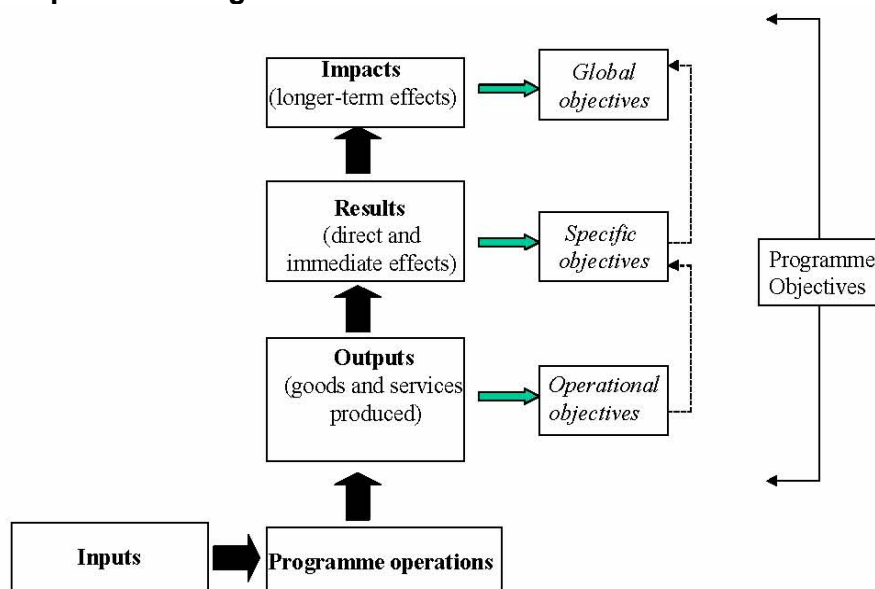 Impacts
(longer-term effects)
Global
objectives
Results
(direct and
immediate effects)
Specific
objectives
Programme
Objectives
Outputs
(goods and services
produced)
Operational
objectives
Inputs
Programme operations